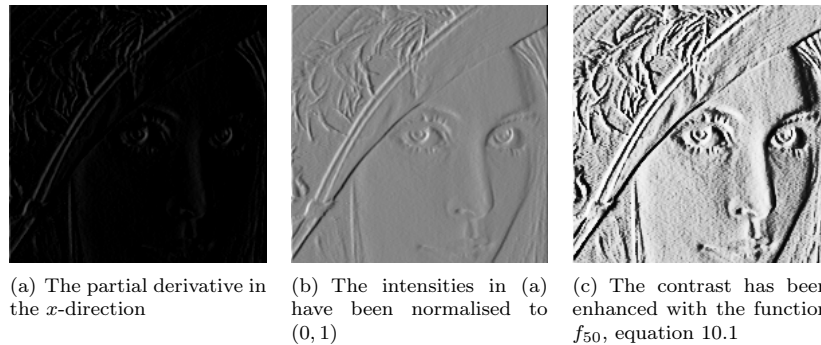 (a) The partial derivative in
the x-direction
(b) The intensities in (a)
have been normalised to
(0, 1)
(c) The contrast has been
enhanced with the function
f50, equation 10.1